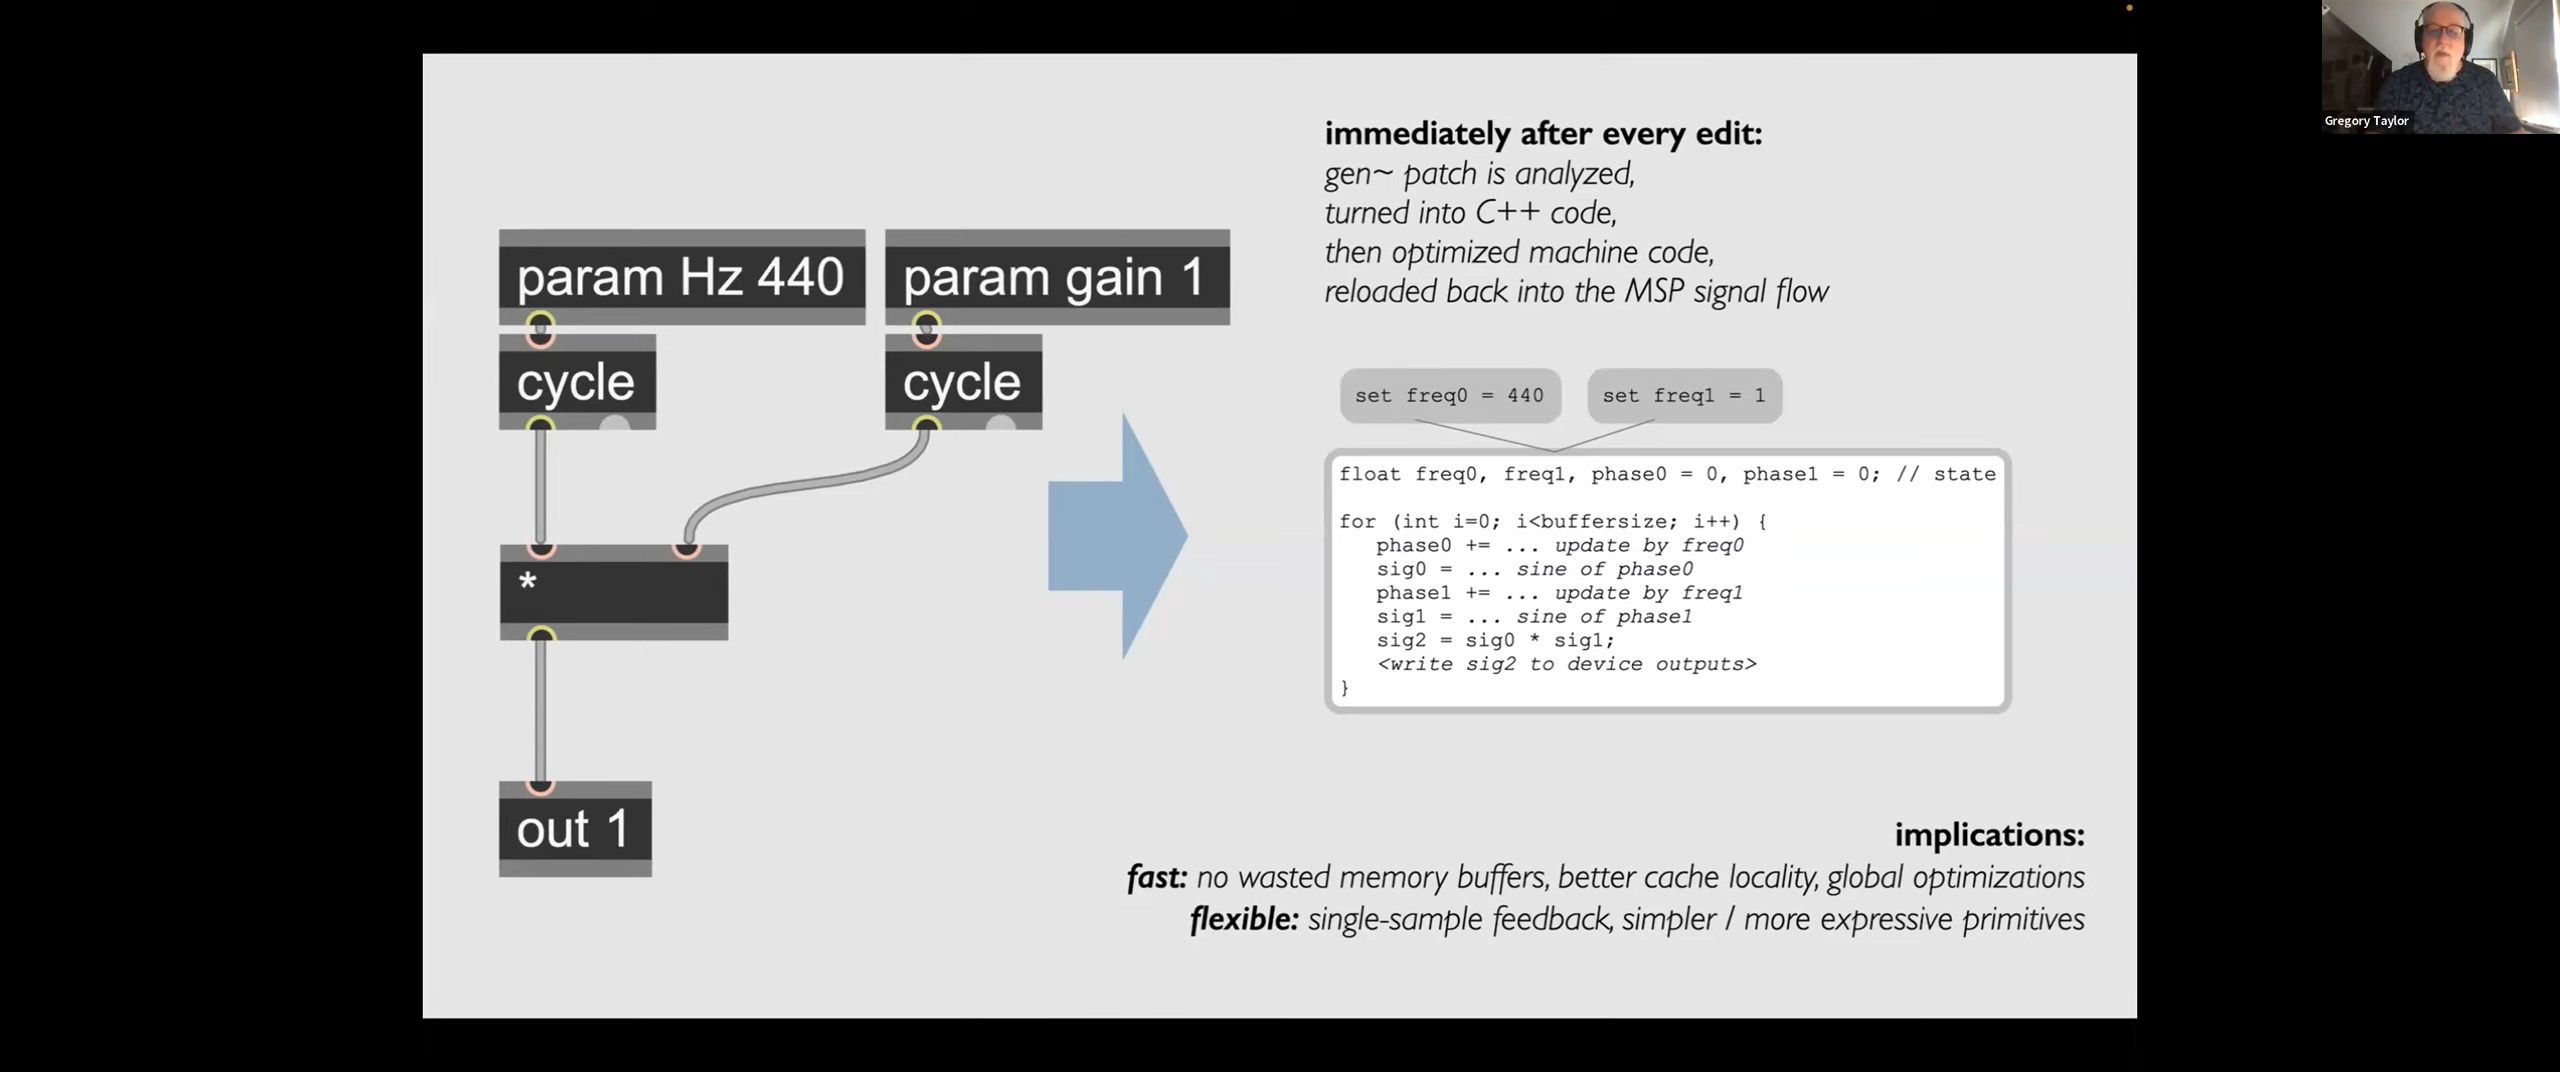 Gregory Taylor
immediately after every edit:
gen~ patch is analyzed,
turned into C++ code,
then optimized machine code,
reloaded back into the MSP signal flow
param Hz 440
param gain 1
cycle
cycle
*
out 1
set freq0 = 440
set freq1 = 1
float freq0, freq1, phase0 = 0, phase1 = 0; // state
for (int i=0; i<buffersize; i++) {
phase0 += ... update by freq0
sig0 = ... sine of phase0
phase1 += ... update by freq1
sig1 = ... sine of phase1
sig2 = sig0 * sig1;
<write sig2 to device outputs>
}
implications:
fast: no wasted memory buffers, better cache locality, global optimizations
flexible: single-sample feedback, simpler / more expressive primitives